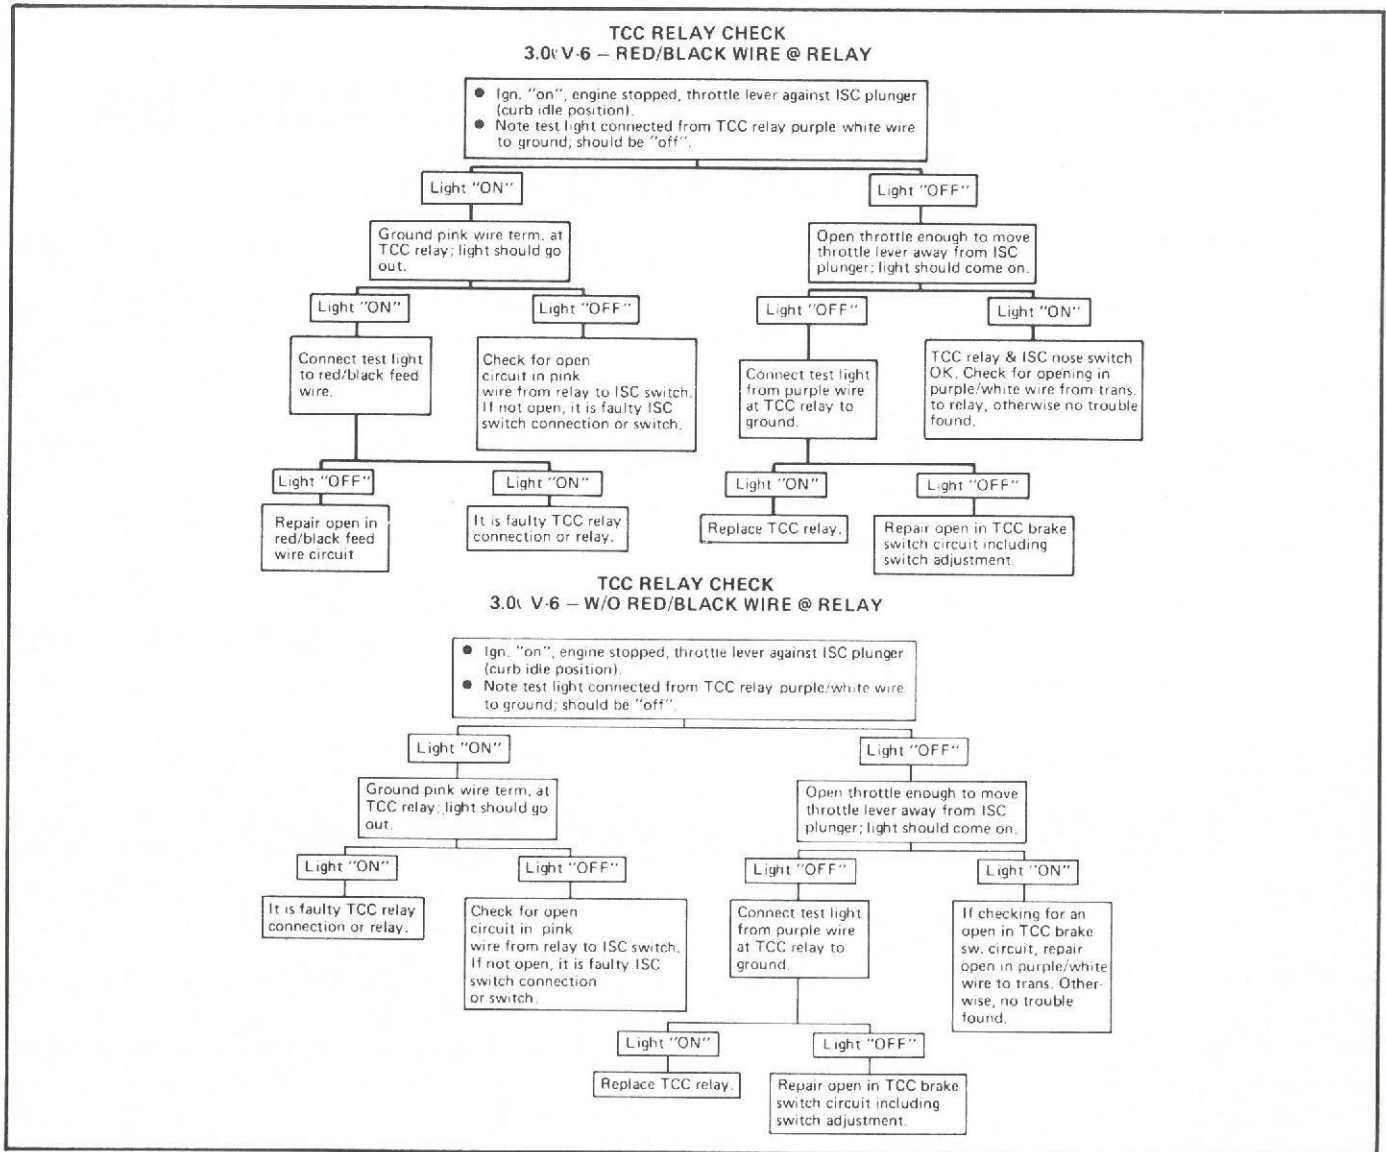 TCC RELAY CHECK
3.0ℓ V-6 – RED/BLACK WIRE @ RELAY
● Ign. "on", engine stopped, throttle lever against ISC plunger
(curb idle position).
● Note test light connected from TCC relay purple white wire
to ground; should be "off".
Light "ON"
Light "OFF"
Ground pink wire term. at
TCC relay; light should go
out.
Open throttle enough to move
throttle lever away from ISC
plunger; light should come on.
Light "ON"
Light "OFF"
Light "OFF"
Light "ON"
Connect test light
to red/black feed
wire.
Check for open
circuit in pink
wire from relay to ISC switch.
If not open, it is faulty ISC
switch connection or switch.
Connect test light
from purple wire
at TCC relay to
ground.
TCC relay & ISC nose switch
OK. Check for opening in
purple/white wire from trans.
to relay, otherwise no trouble
found.
Light "OFF"
Light "ON"
Light "ON"
Light "OFF"
Repair open in
red/black feed
wire circuit
It is faulty TCC relay
connection or relay.
Replace TCC relay.
Repair open in TCC brake
switch circuit including
switch adjustment.
TCC RELAY CHECK
3.0ℓ V-6 – W/O RED/BLACK WIRE @ RELAY
● Ign. "on", engine stopped, throttle lever against ISC plunger
(curb idle position).
● Note test light connected from TCC relay purple/white wire
to ground; should be "off".
Light "ON"
Light "OFF"
Ground pink wire term. at
TCC relay; light should go
out.
Open throttle enough to move
throttle lever away from ISC
plunger; light should come on.
Light "ON"
Light "OFF"
Light "OFF"
Light "ON"
It is faulty TCC relay
connection or relay.
Check for open
circuit in pink
wire from relay to ISC switch.
If not open, it is faulty ISC
switch connection
or switch.
Connect test light
from purple wire
at TCC relay to
ground.
If checking for an
open in TCC brake
sw. circuit, repair
open in purple/white
wire to trans. Other-
wise, no trouble
found.
Light "ON"
Light "OFF"
Replace TCC relay.
Repair open in TCC brake
switch circuit including
switch adjustment.